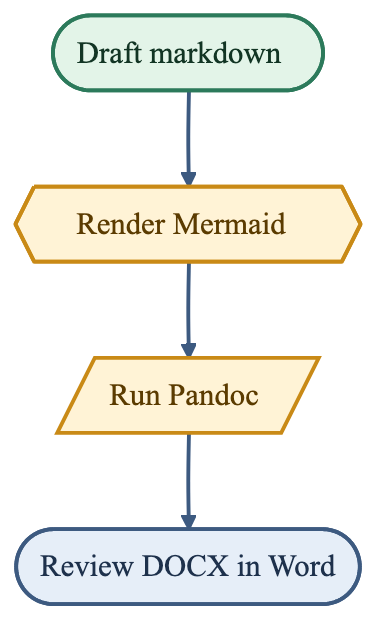 Draft markdown
Render Mermaid
Run Pandoc
Review DOCX in Word